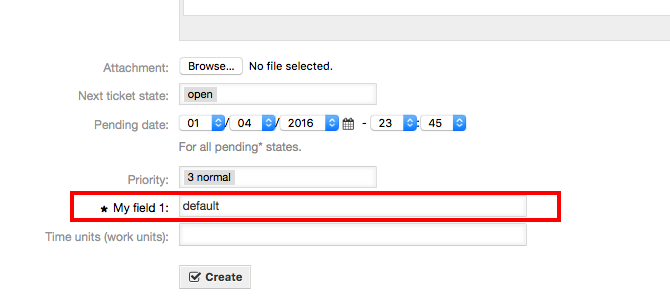 Attachment: Browse... No file selected.
Next ticket state: open
Pending date: 01 / 04 / 2016 - 23 : 45
For all pending* states.
Priority: 3 normal
* My field 1: default
Time units (work units):
Create